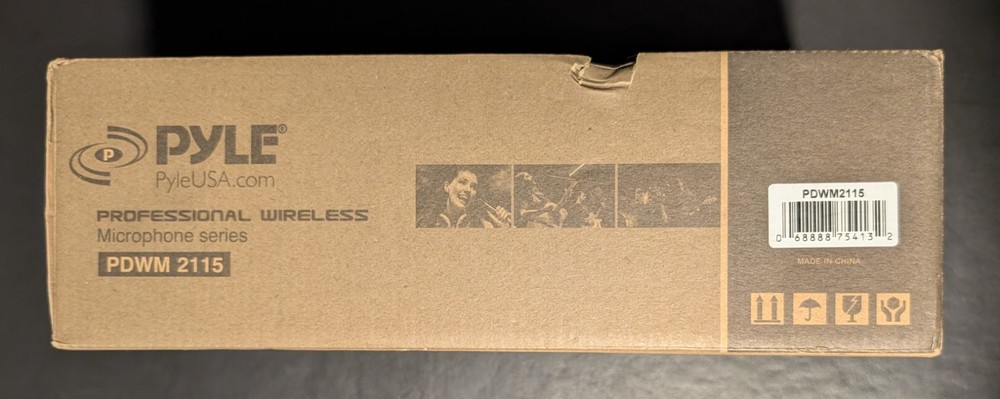 P
PYLE®
PyleUSA.com
PROFESSIONAL WIRELESS
Microphone series
PDWM 2115
PDWM2115
0 68888 75413 2
MADE IN CHINA